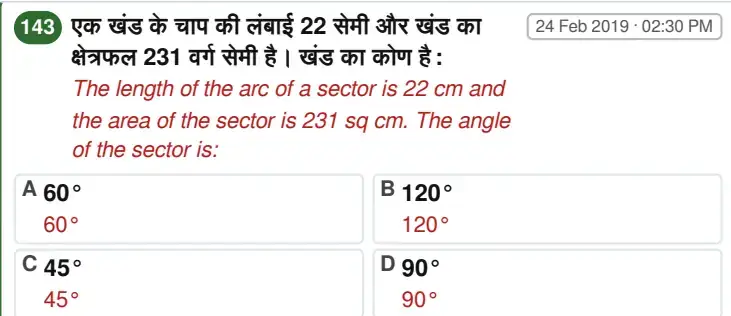 143 एक खंड के चाप की लंबाई 22 सेमी और खंड का
24 Feb 2019 · 02:30 PM
क्षेत्रफल 231 वर्ग सेमी है। खंड का कोण है :
The length of the arc of a sector is 22 cm and
the area of the sector is 231 sq cm. The angle
of the sector is:
A 60°
60°
B 120°
120°
C 45°
45°
D 90°
90°